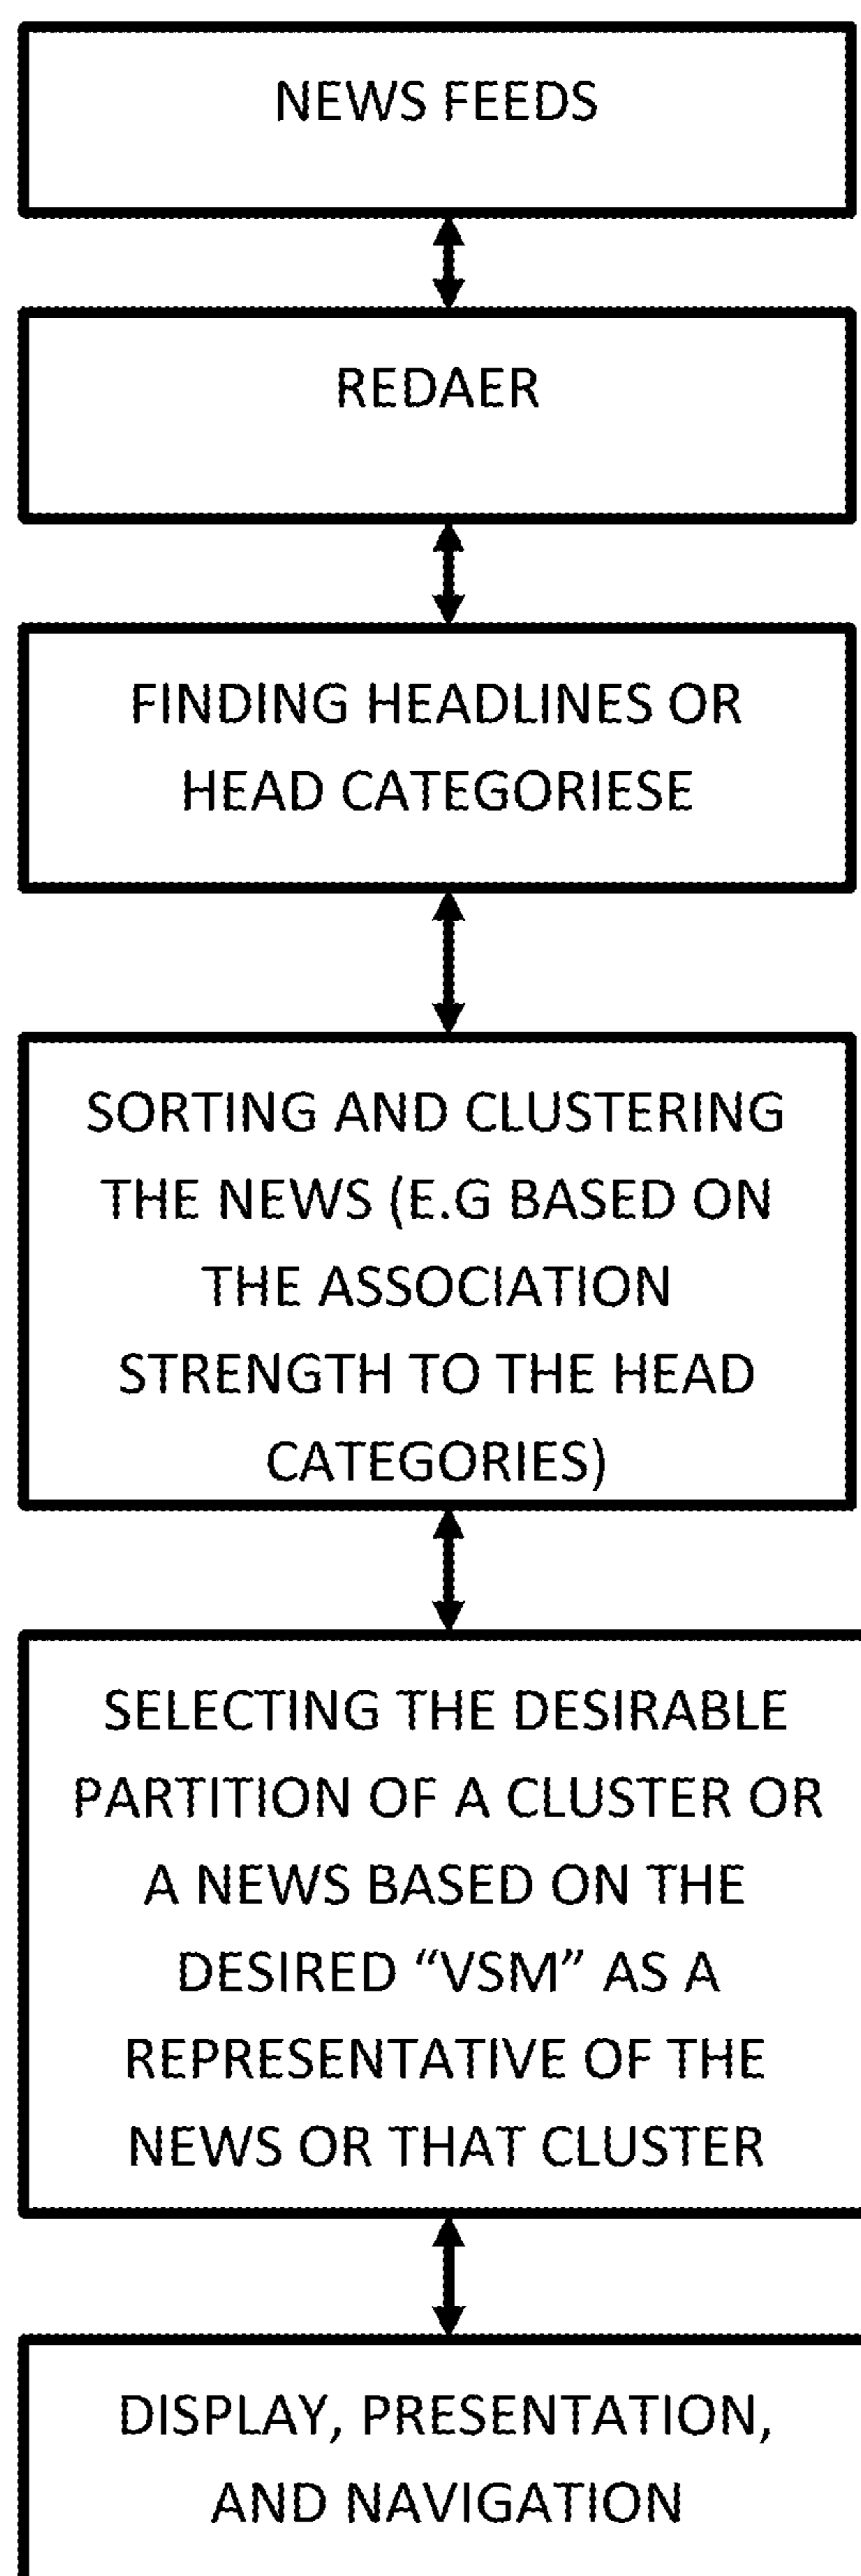 NEWS FEEDS
REDAER
FINDING HEADLINES OR
HEAD CATEGORIESE
SORTING AND CLUSTERING
THE NEWS (E.G BASED ON
THE ASSOCIATION
STRENGTH TO THE HEAD
CATEGORIES)
SELECTING THE DESIRABLE
PARTITION OF A CLUSTER OR
A NEWS BASED ON THE
DESIRED “VSM” AS A
REPRESENTATIVE OF THE
NEWS OR THAT CLUSTER
DISPLAY, PRESENTATION,
AND NAVIGATION